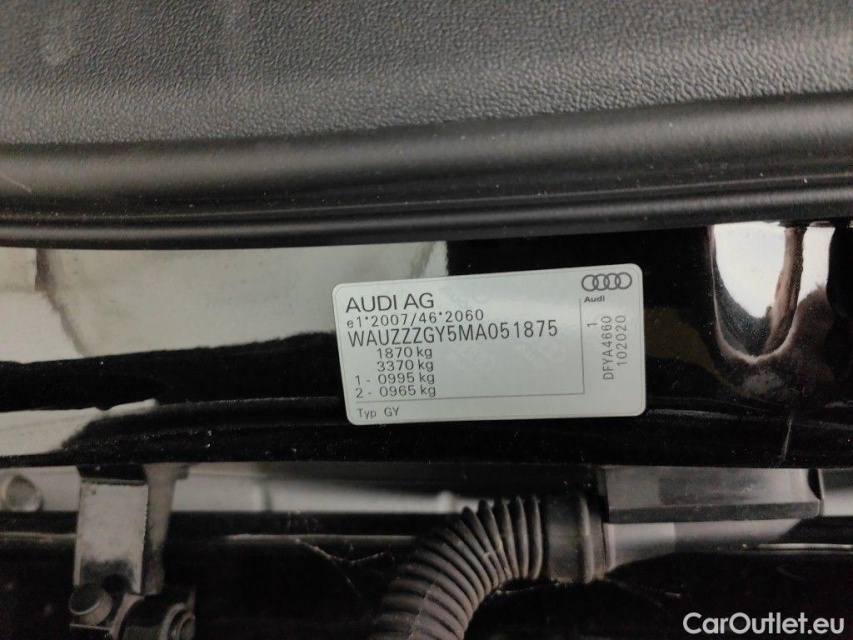 AUDI AG
e1*2007/46*2060
WAUZZZGY5MA051875
1870 kg
3370 kg
1 - 0995 kg
2 - 0965 kg
Typ GY
Audi
DFYA4660 1
102020
CarOutlet.eu